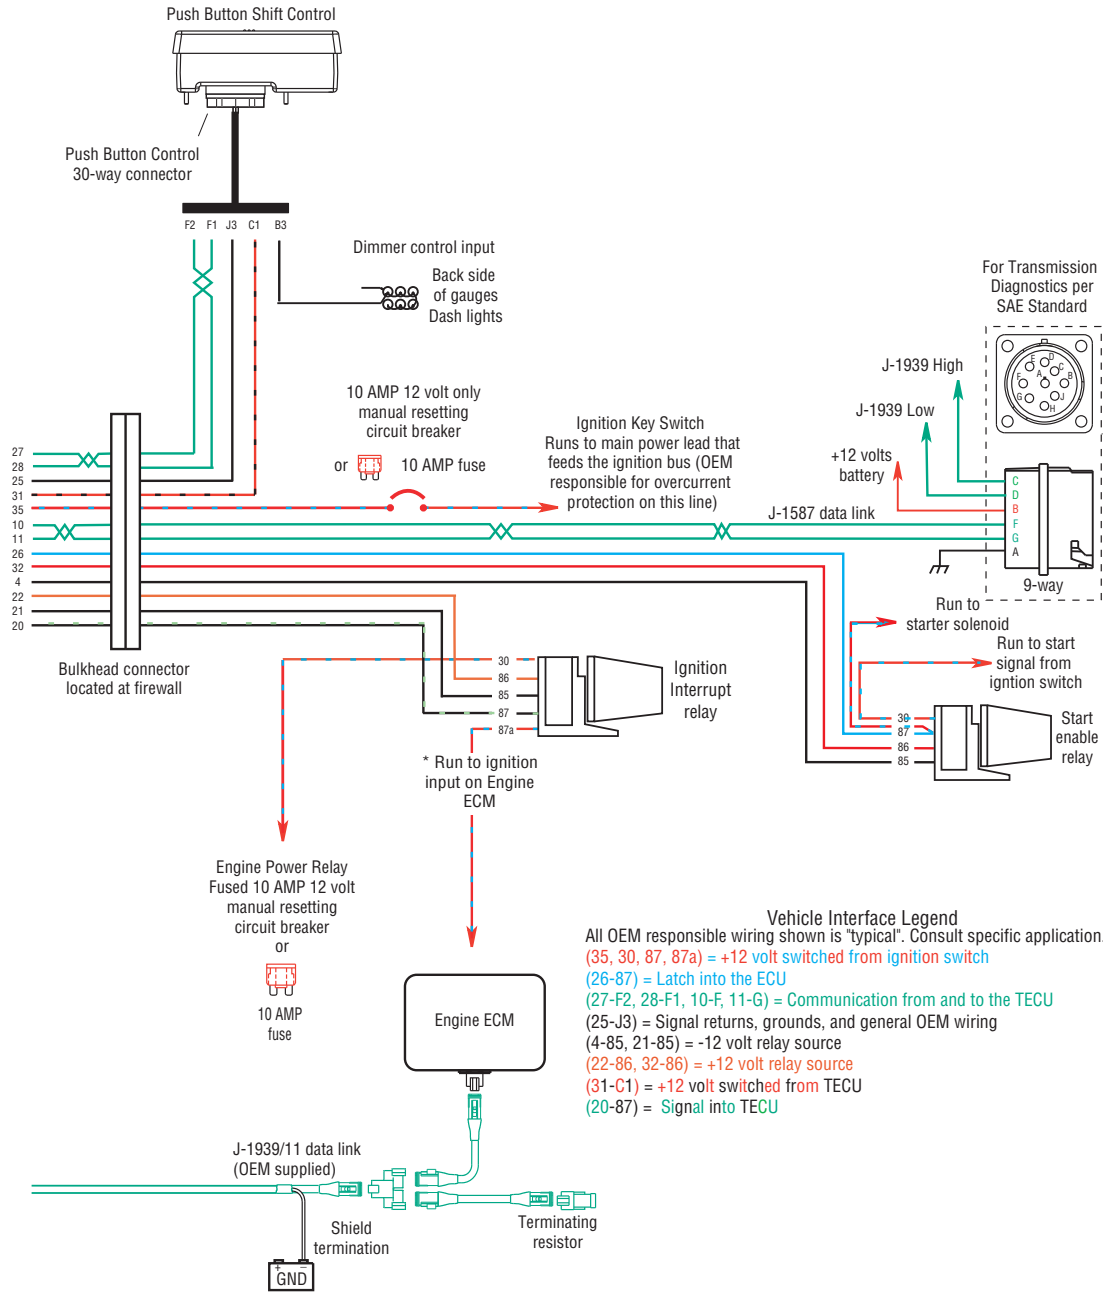 Push Button Shift Control
Push Button Control
30-way connector
F2 F1 J3 C1 B3
Dimmer control input
Back side
of gauges
Dash lights
For Transmission
Diagnostics per
SAE Standard
E D C B F A G H J
J-1939 High
J-1939 Low
+12 volts
battery
10 AMP 12 volt only
manual resetting
circuit breaker
or 10 AMP fuse
Ignition Key Switch
Runs to main power lead that
feeds the ignition bus (OEM
responsible for overcurrent
protection on this line)
J-1587 data link
C
D
B
F
G
A
9-way
27
28
25
31
35
10
11
26
32
4
22
21
20
Bulkhead connector
located at firewall
Run to
starter solenoid
Run to start
signal from
igntion switch
30
86
85
87
87a
Ignition
Interrupt
relay
30
87
86
85
Start
enable
relay
* Run to ignition
input on Engine
ECM
Engine Power Relay
Fused 10 AMP 12 volt
manual resetting
circuit breaker
or
10 AMP
fuse
Engine ECM
Vehicle Interface Legend
All OEM responsible wiring shown is "typical". Consult specific application.
(35, 30, 87, 87a) = +12 volt switched from ignition switch
(26-87) = Latch into the ECU
(27-F2, 28-F1, 10-F, 11-G) = Communication from and to the TECU
(25-J3) = Signal returns, grounds, and general OEM wiring
(4-85, 21-85) = -12 volt relay source
(22-86, 32-86) = +12 volt relay source
(31-C1) = +12 volt switched from TECU
(20-87) = Signal into TECU
J-1939/11 data link
(OEM supplied)
Shield
termination
Terminating
resistor
+ −
GND